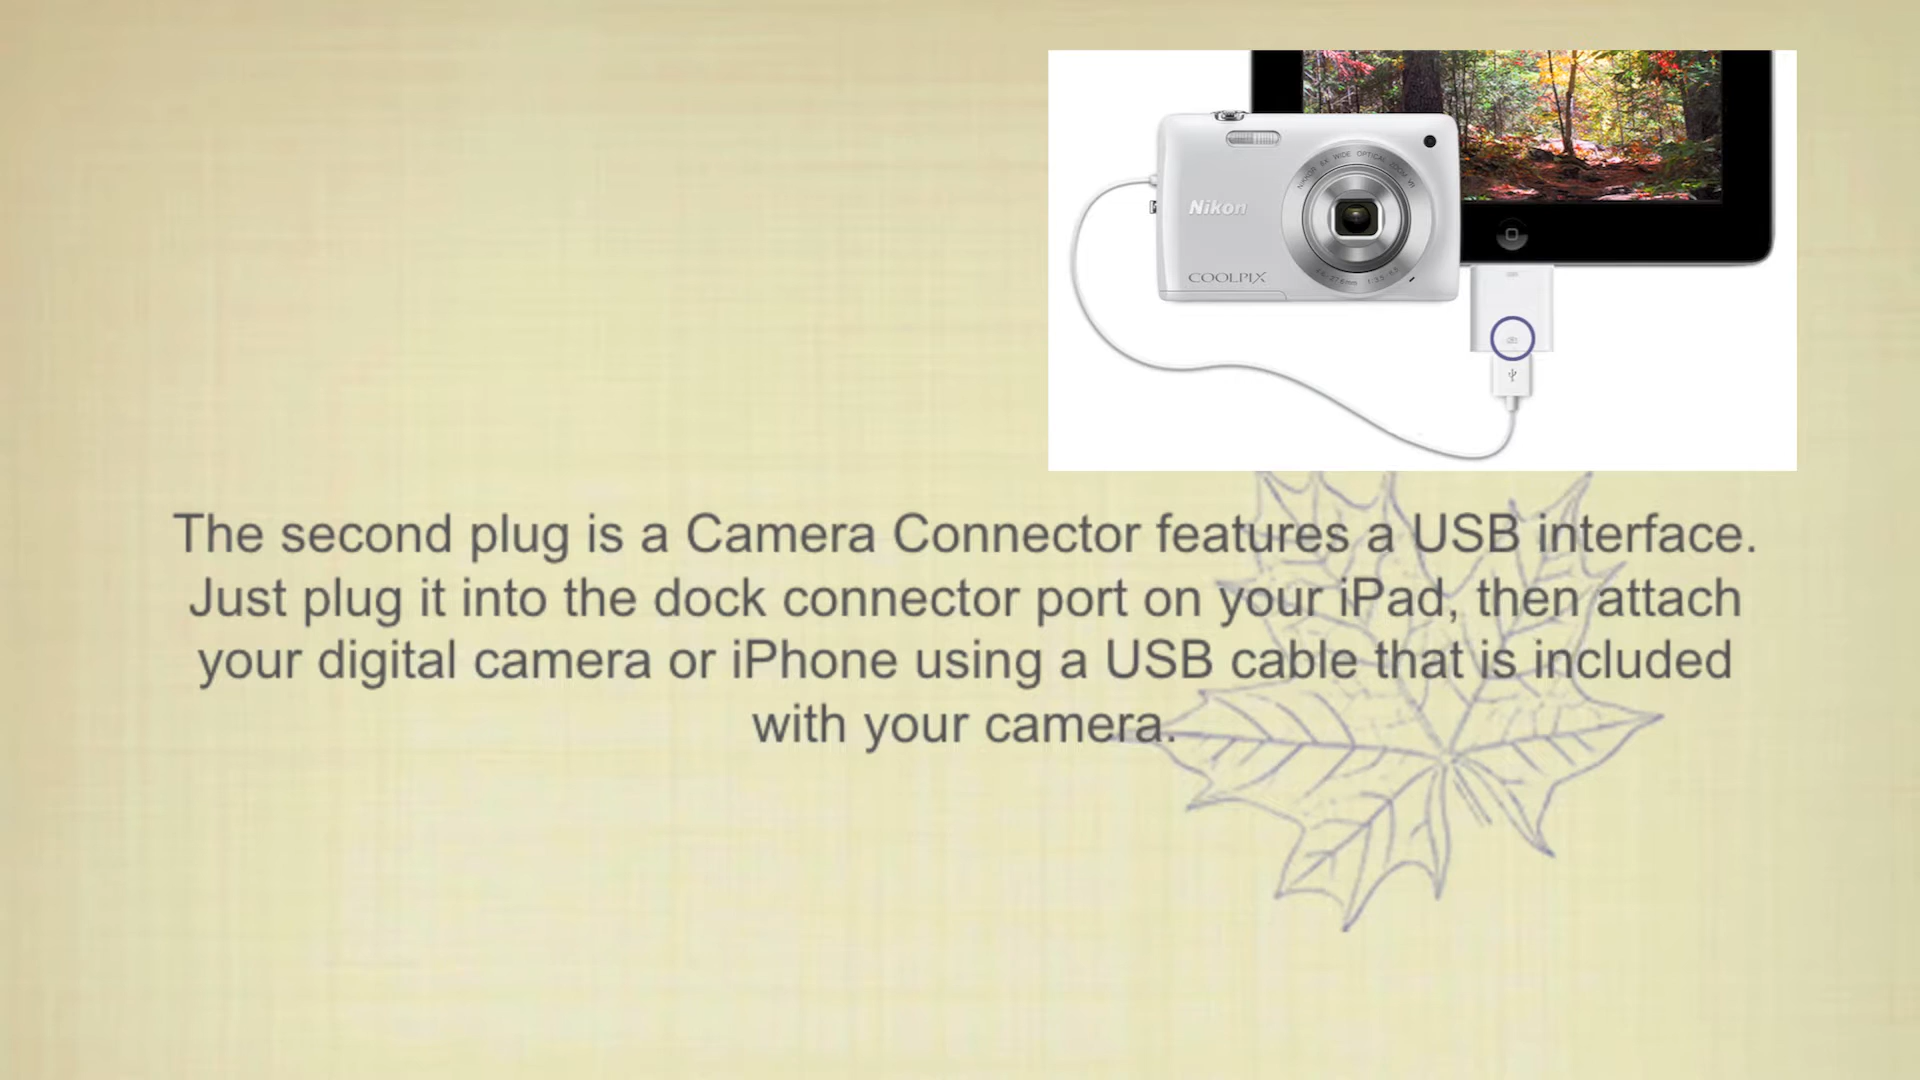 Nikon
COOLPIX
The second plug is a Camera Connector features a USB interface.
Just plug it into the dock connector port on your iPad, then attach
your digital camera or iPhone using a USB cable that is included
with your camera.